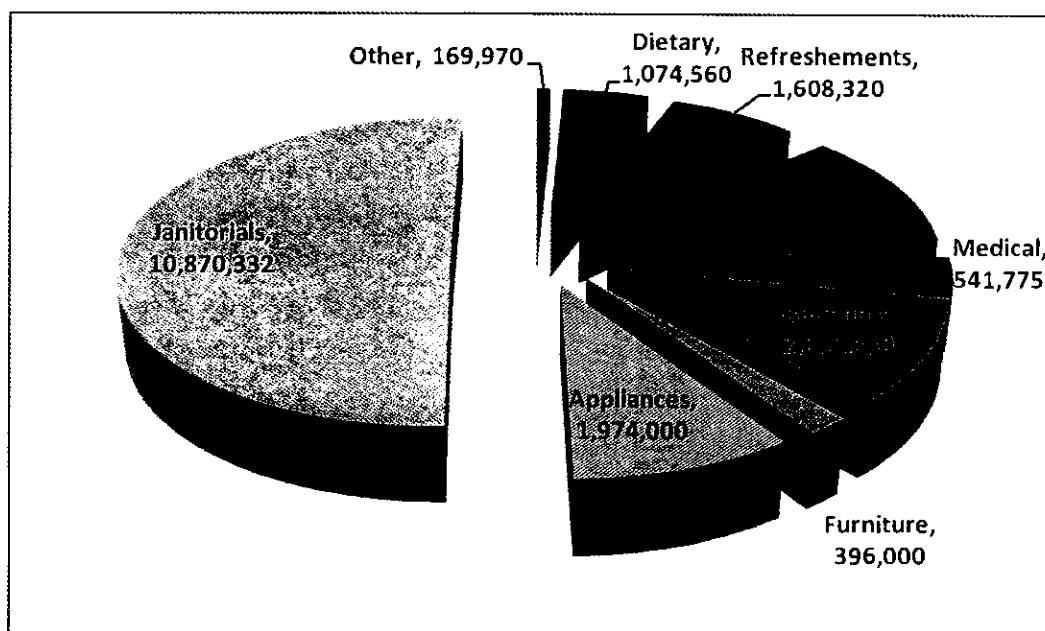 Other, 169,970
Dietary,
1,074,560
Refreshements,
1,608,320
Janitorials,
10,870,332
Medical,
541,775
Appliances,
1,974,000
Furniture,
396,000